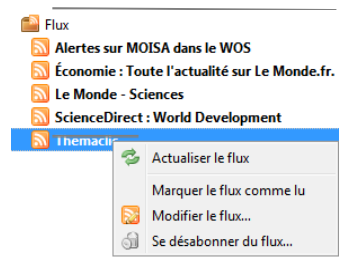 Flux
Alertes sur MOISA dans le WOS
Économie : Toute l'actualité sur Le Monde.fr.
Le Monde - Sciences
ScienceDirect : World Development
Actualiser le flux
Marquer le flux comme lu
Modifier le flux...
Se désabonner du flux...